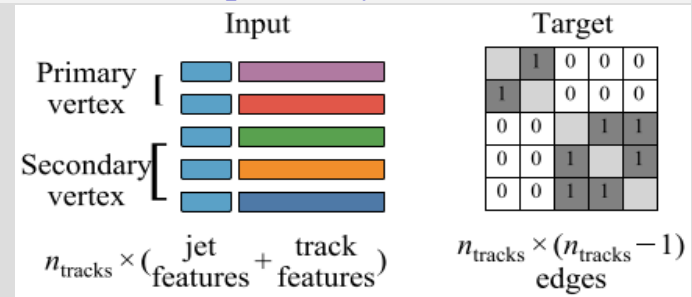 Input
Primary
vertex
Secondary
vertex
n_tracks × (jet features + track features)
Target
1 0 0 0
1 0 0 0
0 0 1 1
0 0 1 1
0 0 1 1
n_tracks × (n_tracks − 1)
edges